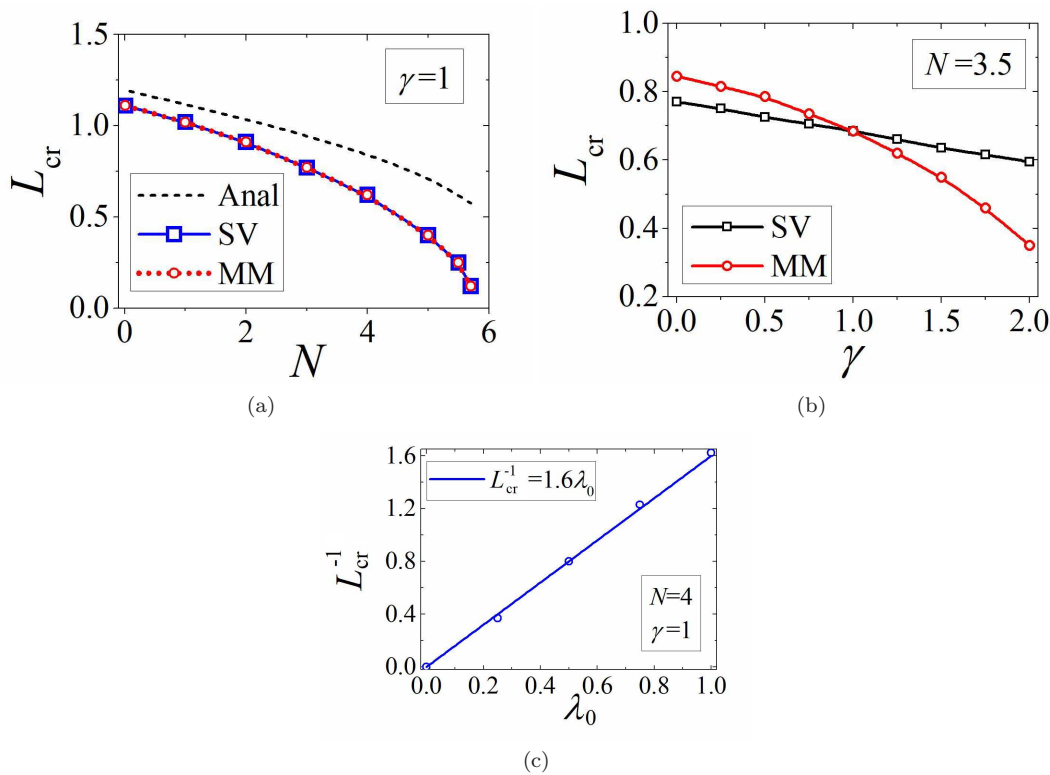 1.5
1.0
0.5
0.0
L_cr
γ=1
Anal
SV
MM
0 2 4 6
N
(a)
1.0
0.8
0.6
0.4
0.2
L_cr
N=3.5
SV
MM
0.0 0.5 1.0 1.5 2.0
γ
(b)
1.6
1.2
0.8
0.4
0.0
L_cr^-1
L_cr^-1=1.6λ_0
N=4
γ=1
0.0 0.2 0.4 0.6 0.8 1.0
λ_0
(c)